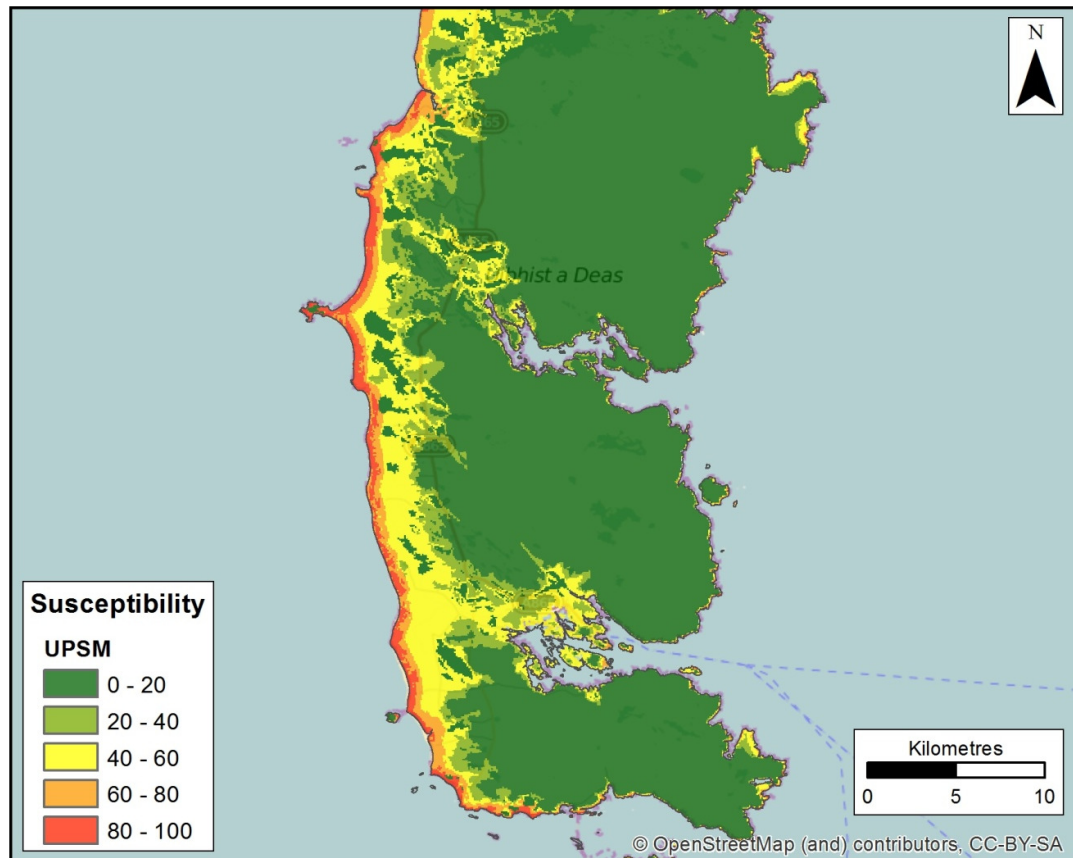 N
a Deas
Susceptibility
UPSM
0 - 20
20 - 40
40 - 60
60 - 80
80 - 100
Kilometres
0 5 10
© OpenStreetMap (and) contributors, CC-BY-SA